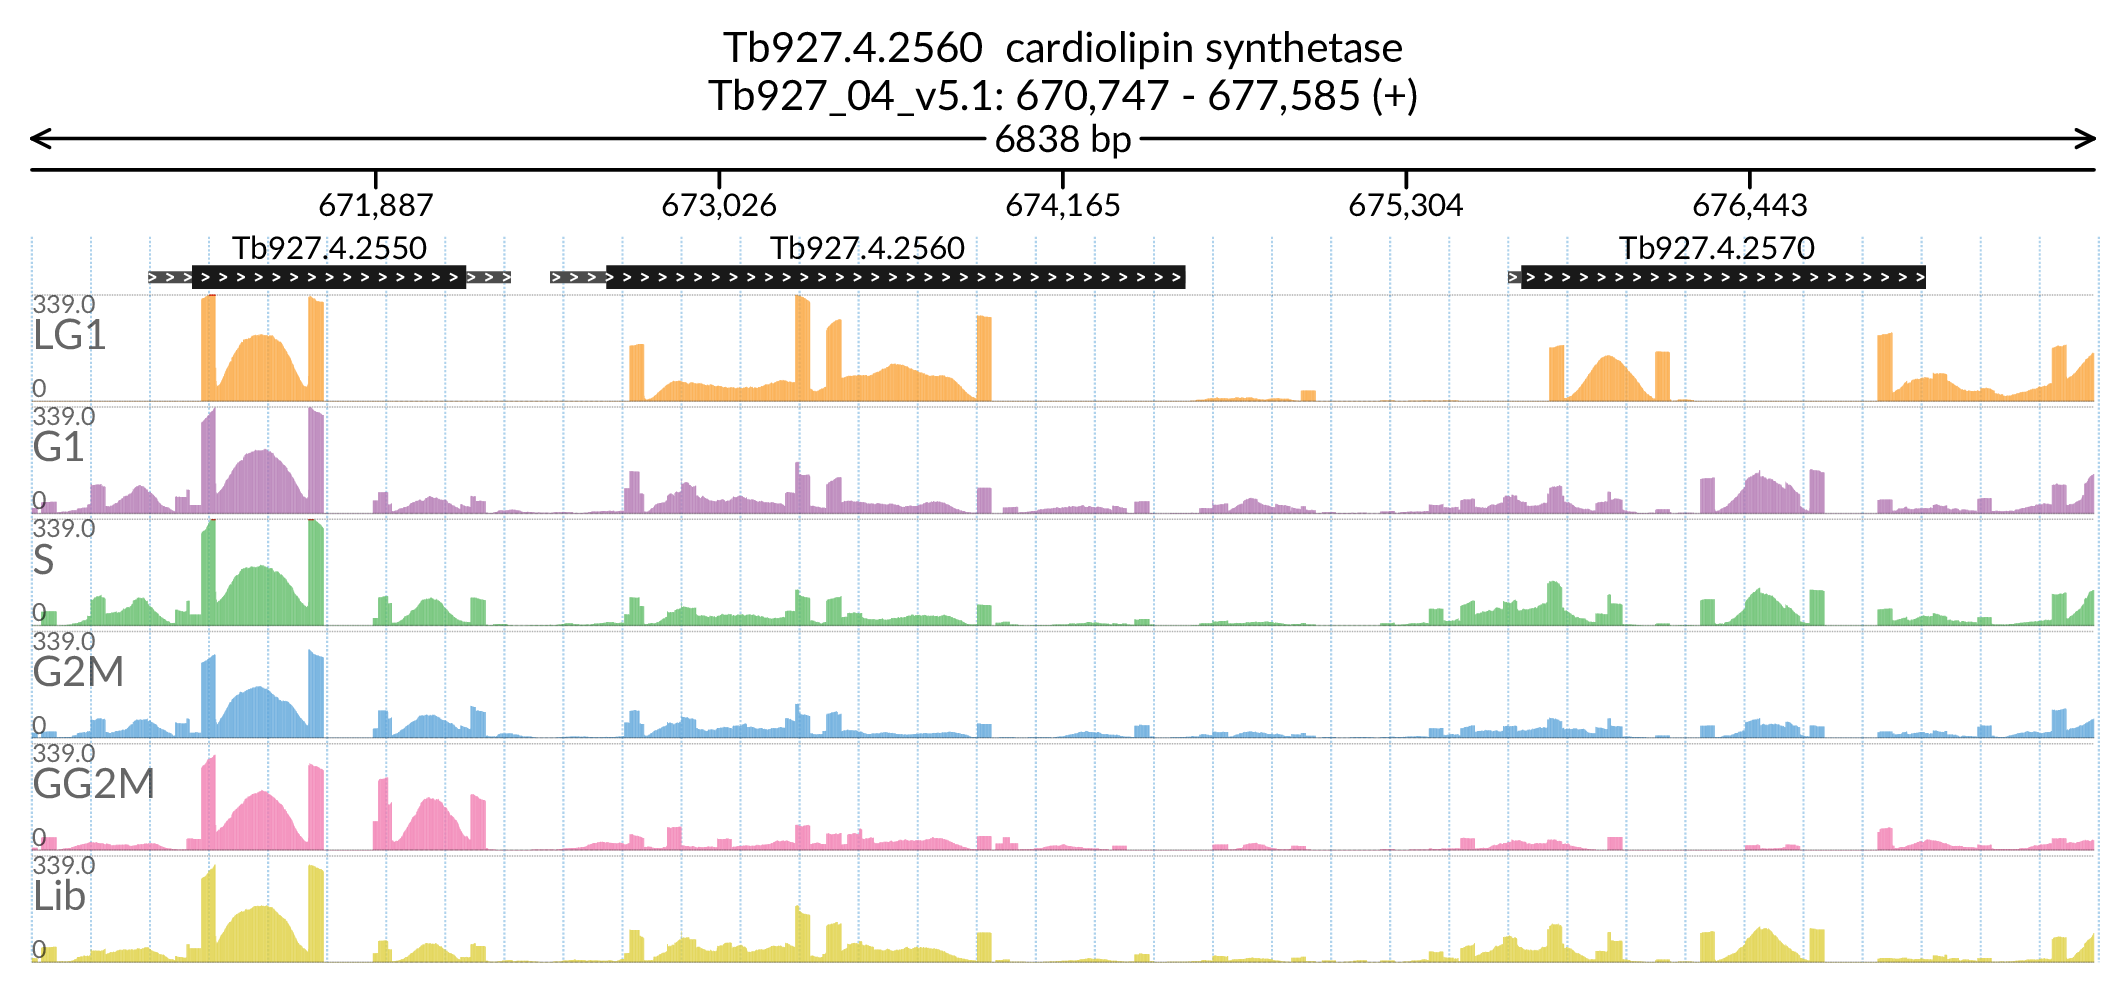 Tb927.4.2560 cardiolipin synthetase
Tb927_04_v5.1: 670,747 - 677,585 (+)
6838 bp
671,887 673,026 674,165 675,304 676,443
Tb927.4.2550 Tb927.4.2560 Tb927.4.2570
339.0
LG1
0
339.0
G1
0
339.0
S
0
339.0
G2M
0
339.0
GG2M
0
339.0
Lib
0